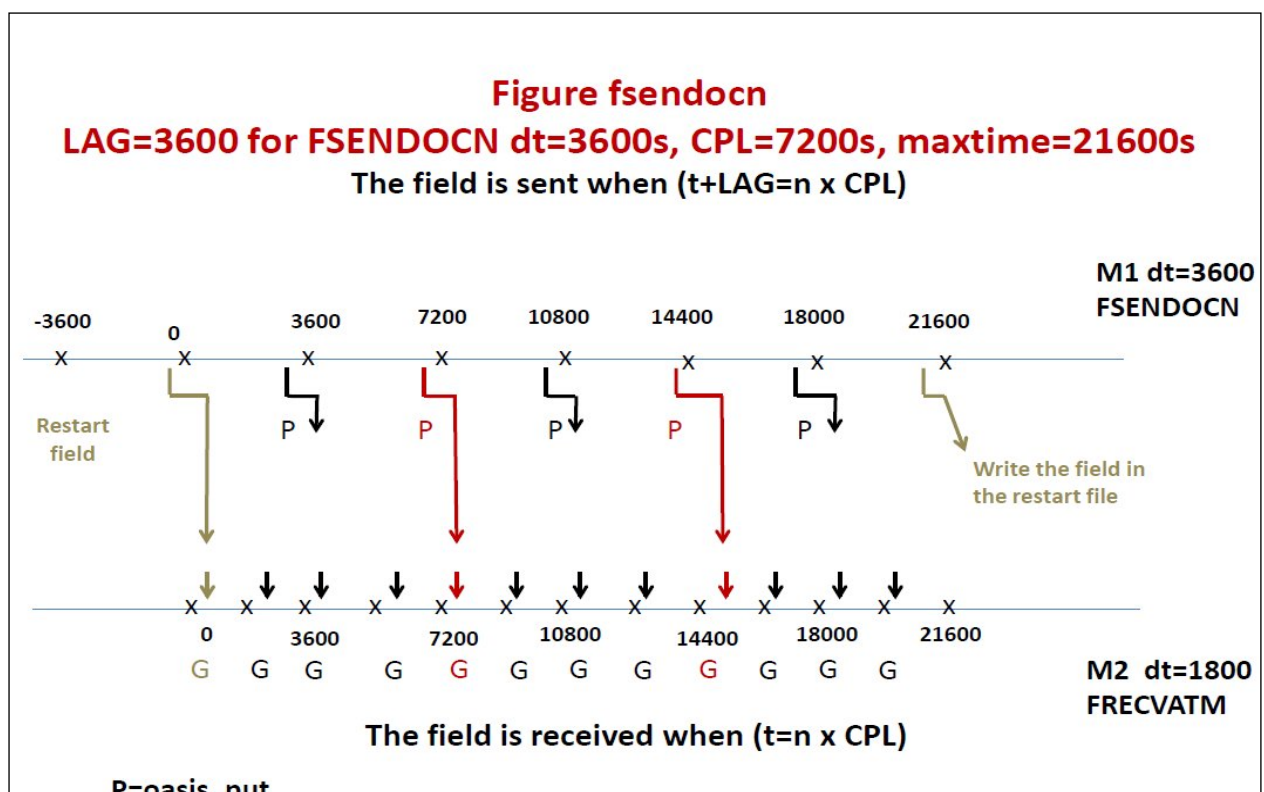 Figure fsendocn
LAG=3600 for FSENDOCN dt=3600s, CPL=7200s, maxtime=21600s
The field is sent when (t+LAG=n x CPL)
M1 dt=3600
FSENDOCN
-3600 0 3600 7200 10800 14400 18000 21600
x x x x x x x x
Restart
field
P P P P P
Write the field in
the restart file
x x x x x x x x x x x x x
0 3600 7200 10800 14400 18000 21600
G G G G G G G G G G G G
M2 dt=1800
FRECVATM
The field is received when (t=n x CPL)
P=oasis_put